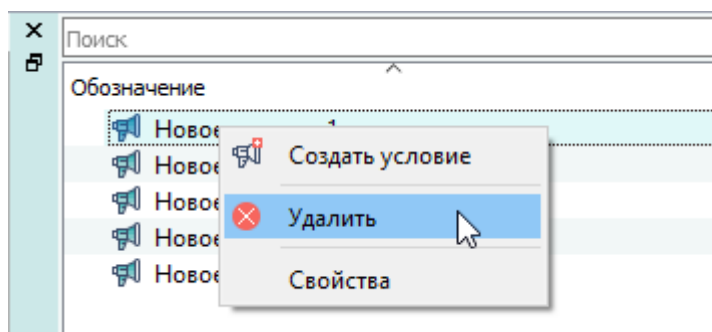 Поиск
Обозначение
Новое
Создать условие
Новое
Новое
Удалить
Новое
Новое
Свойства